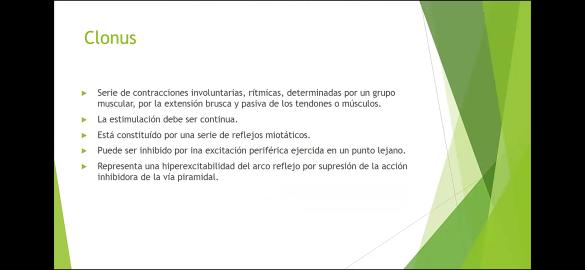 Clonus
Serie de contracciones involuntarias, rítmicas, determinadas por un grupo
muscular, por la extensión brusca y pasiva de los tendones o músculos.
La estimulación debe ser continua.
Está constituído por una serie de reflejos miotáticos.
Puede ser inhibido por ina excitación periférica ejercida en un punto lejano.
Representa una hiperexcitabilidad del arco reflejo por supresión de la acción
inhibidora de la vía piramidal.